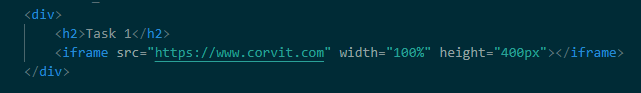 <div>
<h2>Task 1</h2>
<iframe src="https://www.corvit.com" width="100%" height="400px"></iframe>
</div>